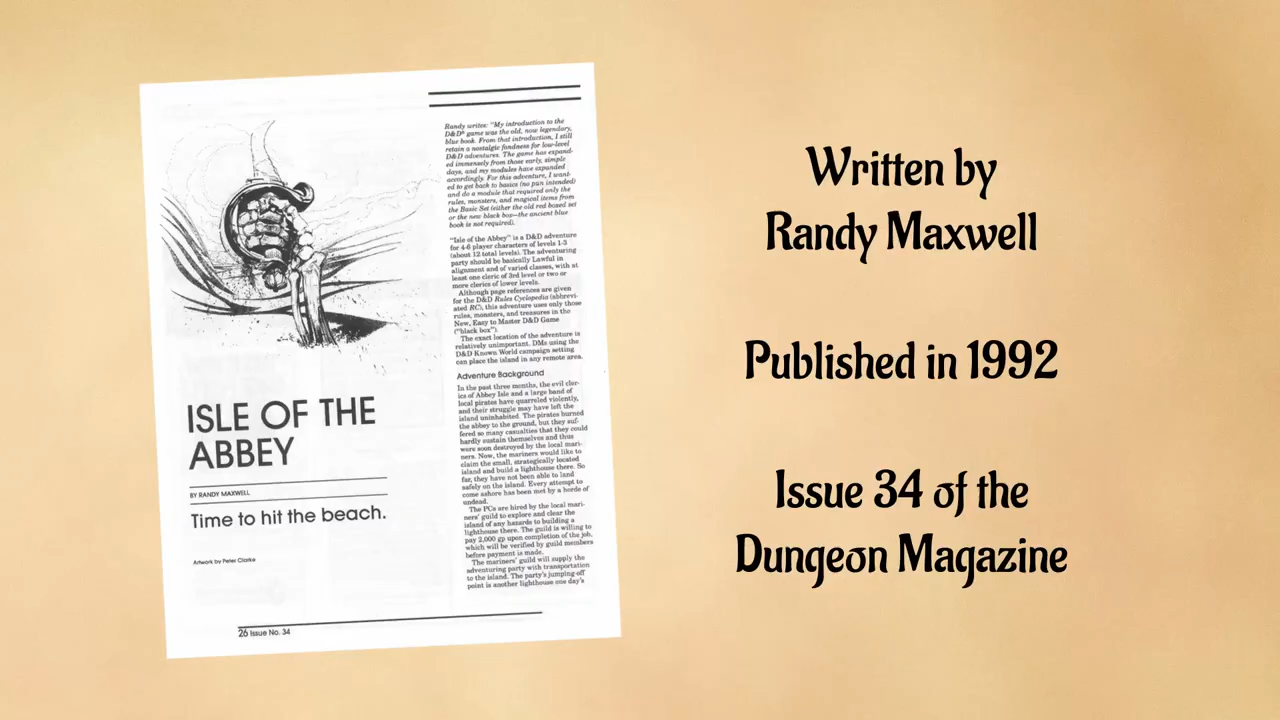 Randy writes: "My introduction to the
D&D® game was the old, now legendary,
blue book. From that introduction, I still
retain a nostalgic fondness for low-level
D&D adventures. The game has expand-
ed immensely from those early, simple
days, and my modules have expanded
accordingly. For this adventure, I want-
ed to get back to basics (no pun intended)
and do a module that required only the
rules, monsters, and magical items from
the Basic Set (either the old red boxed set
or the new black box—the ancient blue
book is not required).
"Isle of the Abbey" is a D&D adventure
for 4-6 player characters of levels 1-3
(about 12 total levels). The adventuring
party should be basically Lawful in
alignment and of varied classes, with at
least one cleric of 3rd level or two or
more clerics of lower levels.
Although page references are given
for the D&D Rules Cyclopedia (abbrevi-
ated RC), this adventure uses only those
rules, monsters, and treasures in the
New, Easy to Master D&D Game
("black box").
The exact location of the adventure is
relatively unimportant. DMs using the
D&D Known World campaign setting
can place the island in any remote area.
Adventure Background
In the past three months, the evil cler-
ics of Abbey Isle and a large band of
local pirates have quarreled violently,
and their struggle may have left the
island uninhabited. The pirates burned
the abbey to the ground, but they suf-
fered so many casualties that they could
hardly sustain themselves and thus
were soon destroyed by the local mari-
ners. Now, the mariners would like to
claim the small, strategically located
island and build a lighthouse there. So
far, they have not been able to land
safely on the island. Every attempt to
come ashore has been met by a horde of
undead.
The PCs are hired by the local mari-
ners' guild to explore and clear the
island of any hazards to building a
lighthouse there. The guild is willing to
pay 2,000 gp upon completion of the job,
which will be verified by guild members
before payment is made.
The mariners' guild will supply the
adventuring party with transportation
to the island. The party's jumping-off
point is another lighthouse one day's
ISLE OF THE
ABBEY
BY RANDY MAXWELL
Time to hit the beach.
Artwork by Peter Clarke
26 Issue No. 34
Written by
Randy Maxwell
Published in 1992
Issue 34 of the
Dungeon Magazine